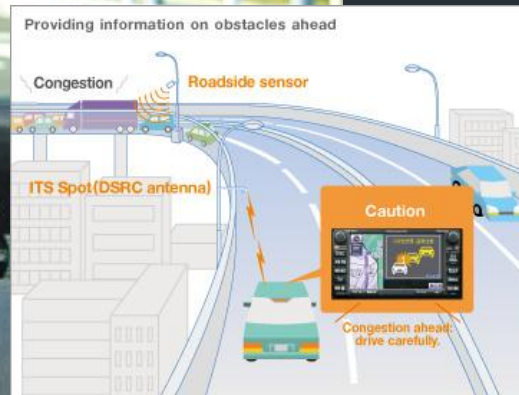 Providing information on obstacles ahead
Congestion
Roadside sensor
ITS Spot(DSRC antenna)
Caution
Congestion ahead:
drive carefully.